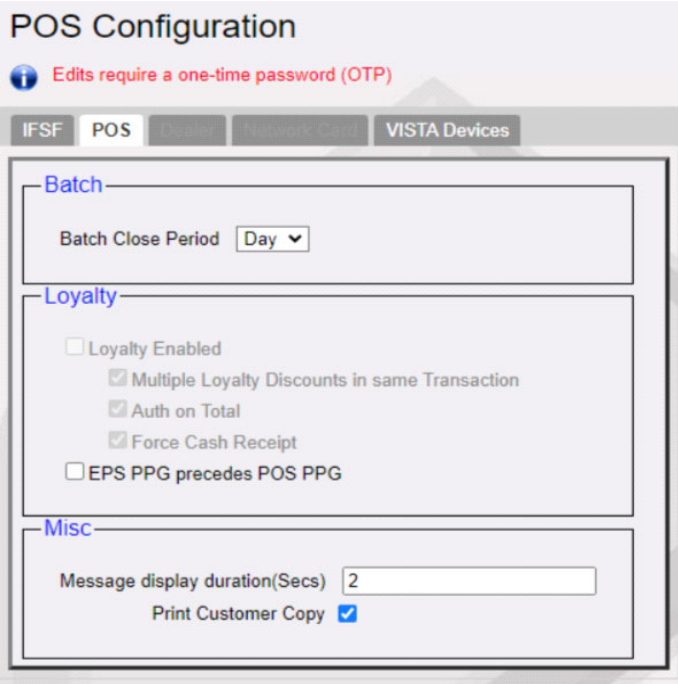 POS Configuration
Edits require a one-time password (OTP)
IFSF POS Dealer Network Card VISTA Devices
Batch
Batch Close Period Day
Loyalty
Loyalty Enabled
Multiple Loyalty Discounts in same Transaction
Auth on Total
Force Cash Receipt
EPS PPG precedes POS PPG
Misc
Message display duration(Secs) 2
Print Customer Copy